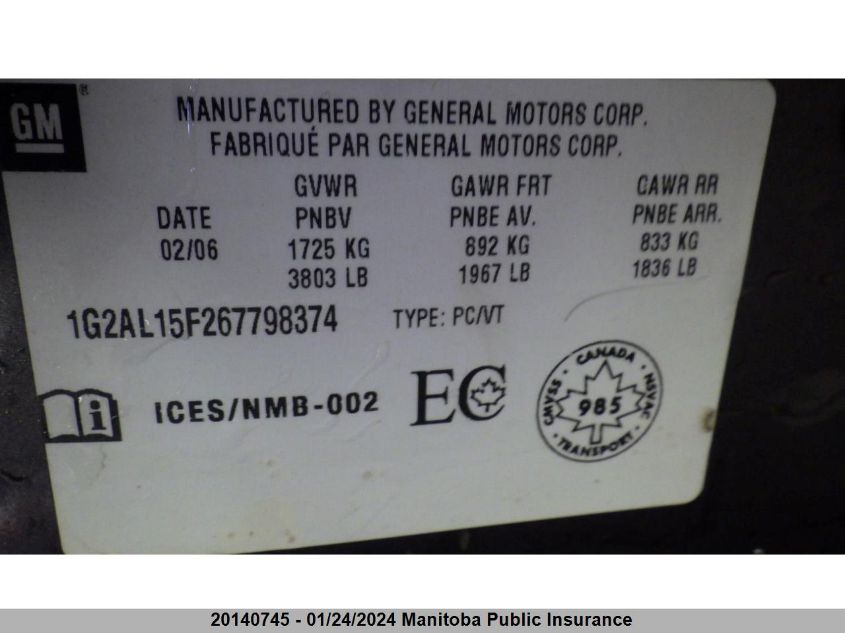 GM ®
MANUFACTURED BY GENERAL MOTORS CORP.
FABRIQUÉ PAR GENERAL MOTORS CORP.
GVWR GAWR FRT GAWR RR
DATE PNBV PNBE AV. PNBE ARR.
02/06 1725 KG 892 KG 833 KG
3803 LB 1967 LB 1836 LB
1G2AL15F267798374 TYPE: PC/VT
i ICES/NMB-002 EC
CANADA
CMVSS 985 NSVAC
TRANSPORT
20140745 - 01/24/2024 Manitoba Public Insurance